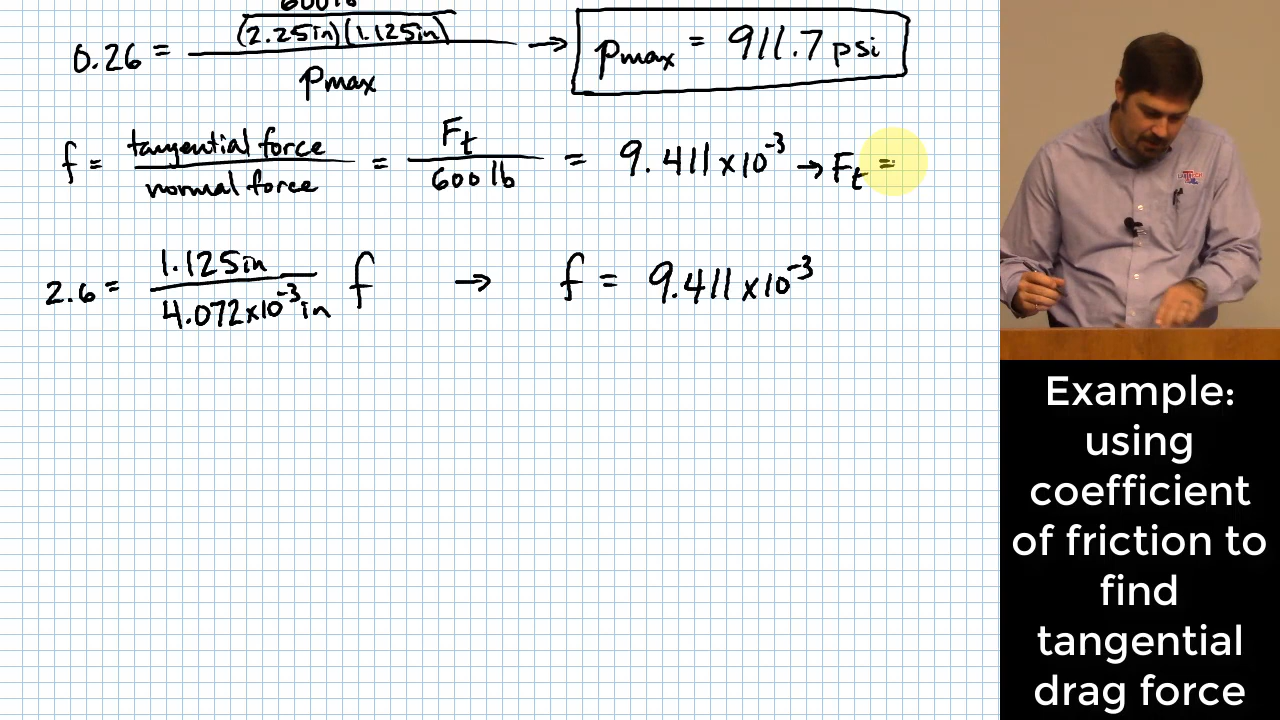 600 lb
0.26 = (2.25in)(1.125in) → Pmax = 911.7 psi
Pmax
f = tangential force / normal force = Ft / 600 lb = 9.411x10⁻³ → Ft =
2.6 = 1.125in / 4.072x10⁻³in f → f = 9.411x10⁻³
Example:
using
coefficient
of friction to
find
tangential
drag force